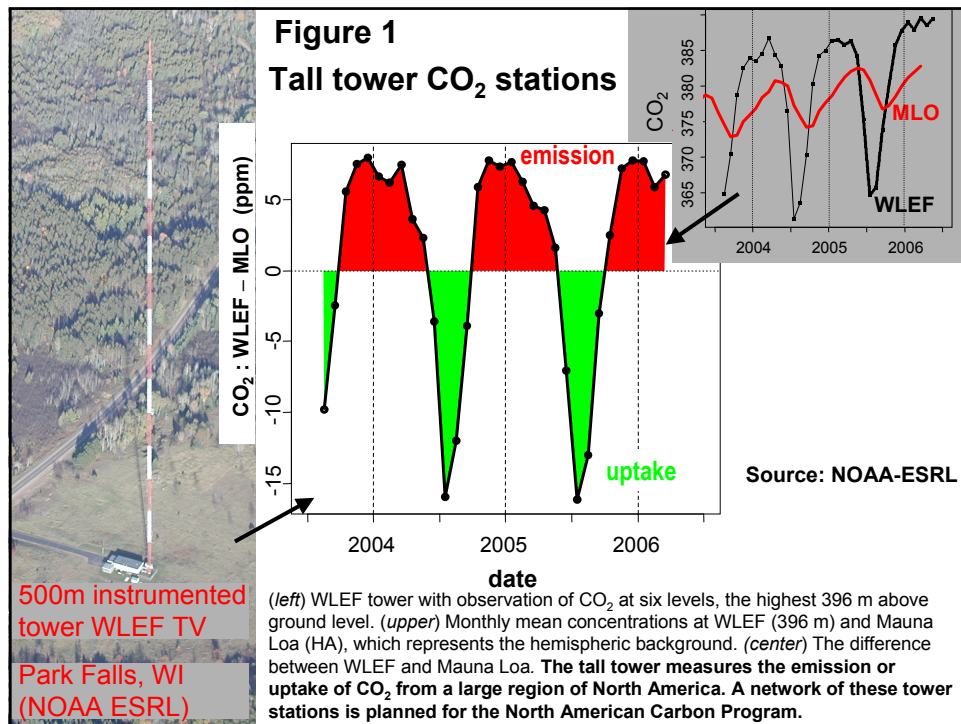 Figure 1
Tall tower CO₂ stations
CO₂
365 370 375 380 385
MLO
WLEF
2004 2005 2006
CO₂ : WLEF – MLO (ppm)
5
0
-5
-10
-15
emission
uptake
2004 2005 2006
date
Source: NOAA-ESRL
500m instrumented
tower WLEF TV
Park Falls, WI
(NOAA ESRL)
(left) WLEF tower with observation of CO₂ at six levels, the highest 396 m above
ground level. (upper) Monthly mean concentrations at WLEF (396 m) and Mauna
Loa (HA), which represents the hemispheric background. (center) The difference
between WLEF and Mauna Loa. The tall tower measures the emission or
uptake of CO₂ from a large region of North America. A network of these tower
stations is planned for the North American Carbon Program.